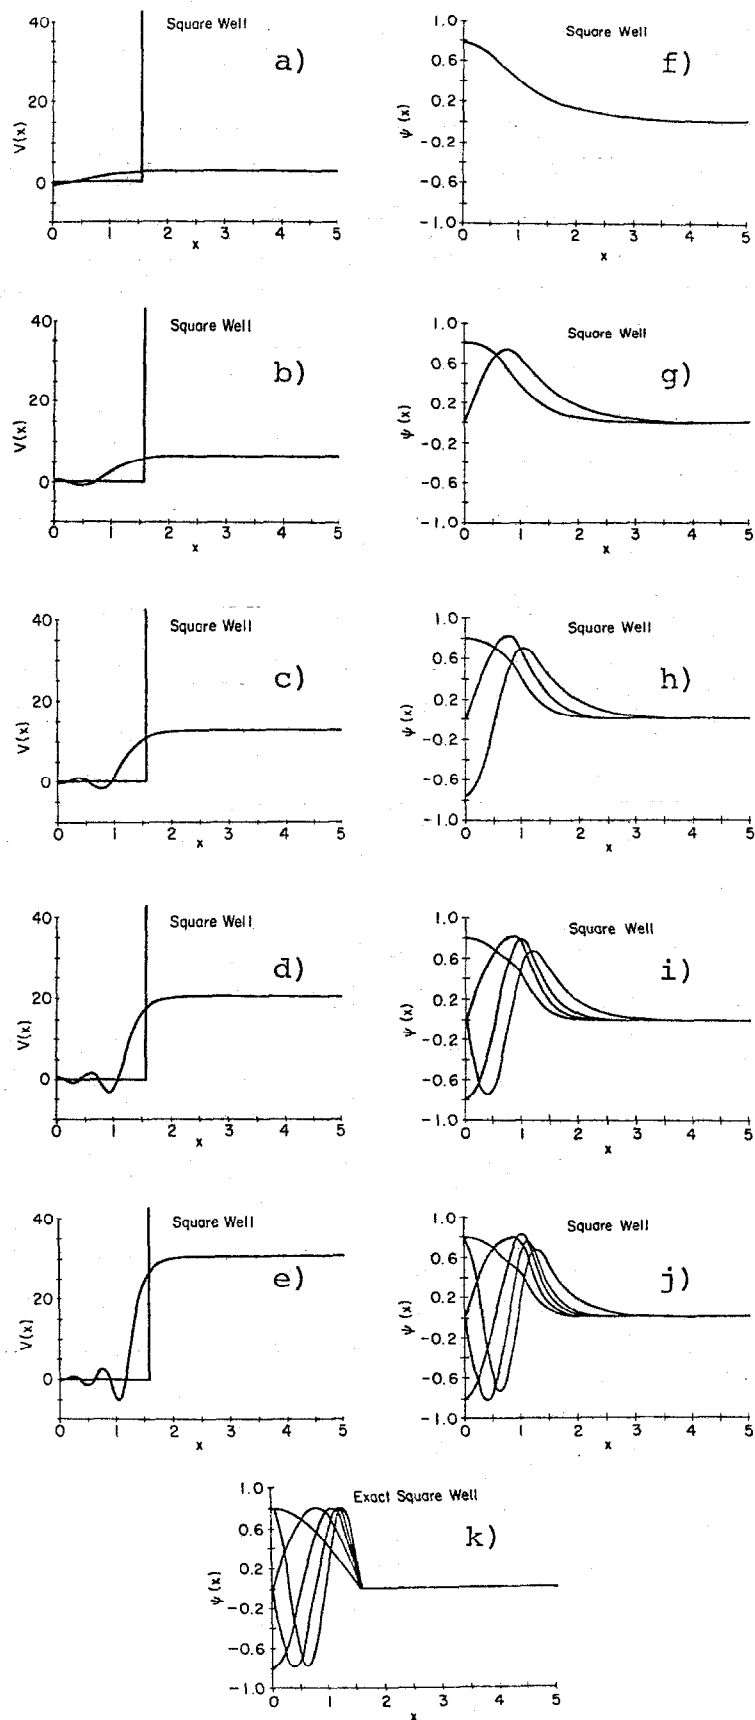 Square Well
a)
40
20
0
V(x)
0 1 2 3 4 5
x
Square Well
f)
1.0
0.6
0.2
-0.2
-0.6
-1.0
ψ(x)
0 1 2 3 4 5
x
Square Well
b)
40
20
0
V(x)
0 1 2 3 4 5
x
Square Well
g)
1.0
0.6
0.2
-0.2
-0.6
-1.0
ψ(x)
0 1 2 3 4 5
x
Square Well
c)
40
20
0
V(x)
0 1 2 3 4 5
x
Square Well
h)
1.0
0.6
0.2
-0.2
-0.6
-1.0
ψ(x)
0 1 2 3 4 5
x
Square Well
d)
40
20
0
V(x)
0 1 2 3 4 5
x
Square Well
i)
1.0
0.6
0.2
-0.2
-0.6
-1.0
ψ(x)
0 1 2 3 4 5
x
Square Well
e)
40
20
0
V(x)
0 1 2 3 4 5
x
Square Well
j)
1.0
0.6
0.2
-0.2
-0.6
-1.0
ψ(x)
0 1 2 3 4 5
x
Exact Square Well
k)
1.0
0.6
0.2
-0.2
-0.6
-1.0
ψ(x)
0 1 2 3 4 5
x